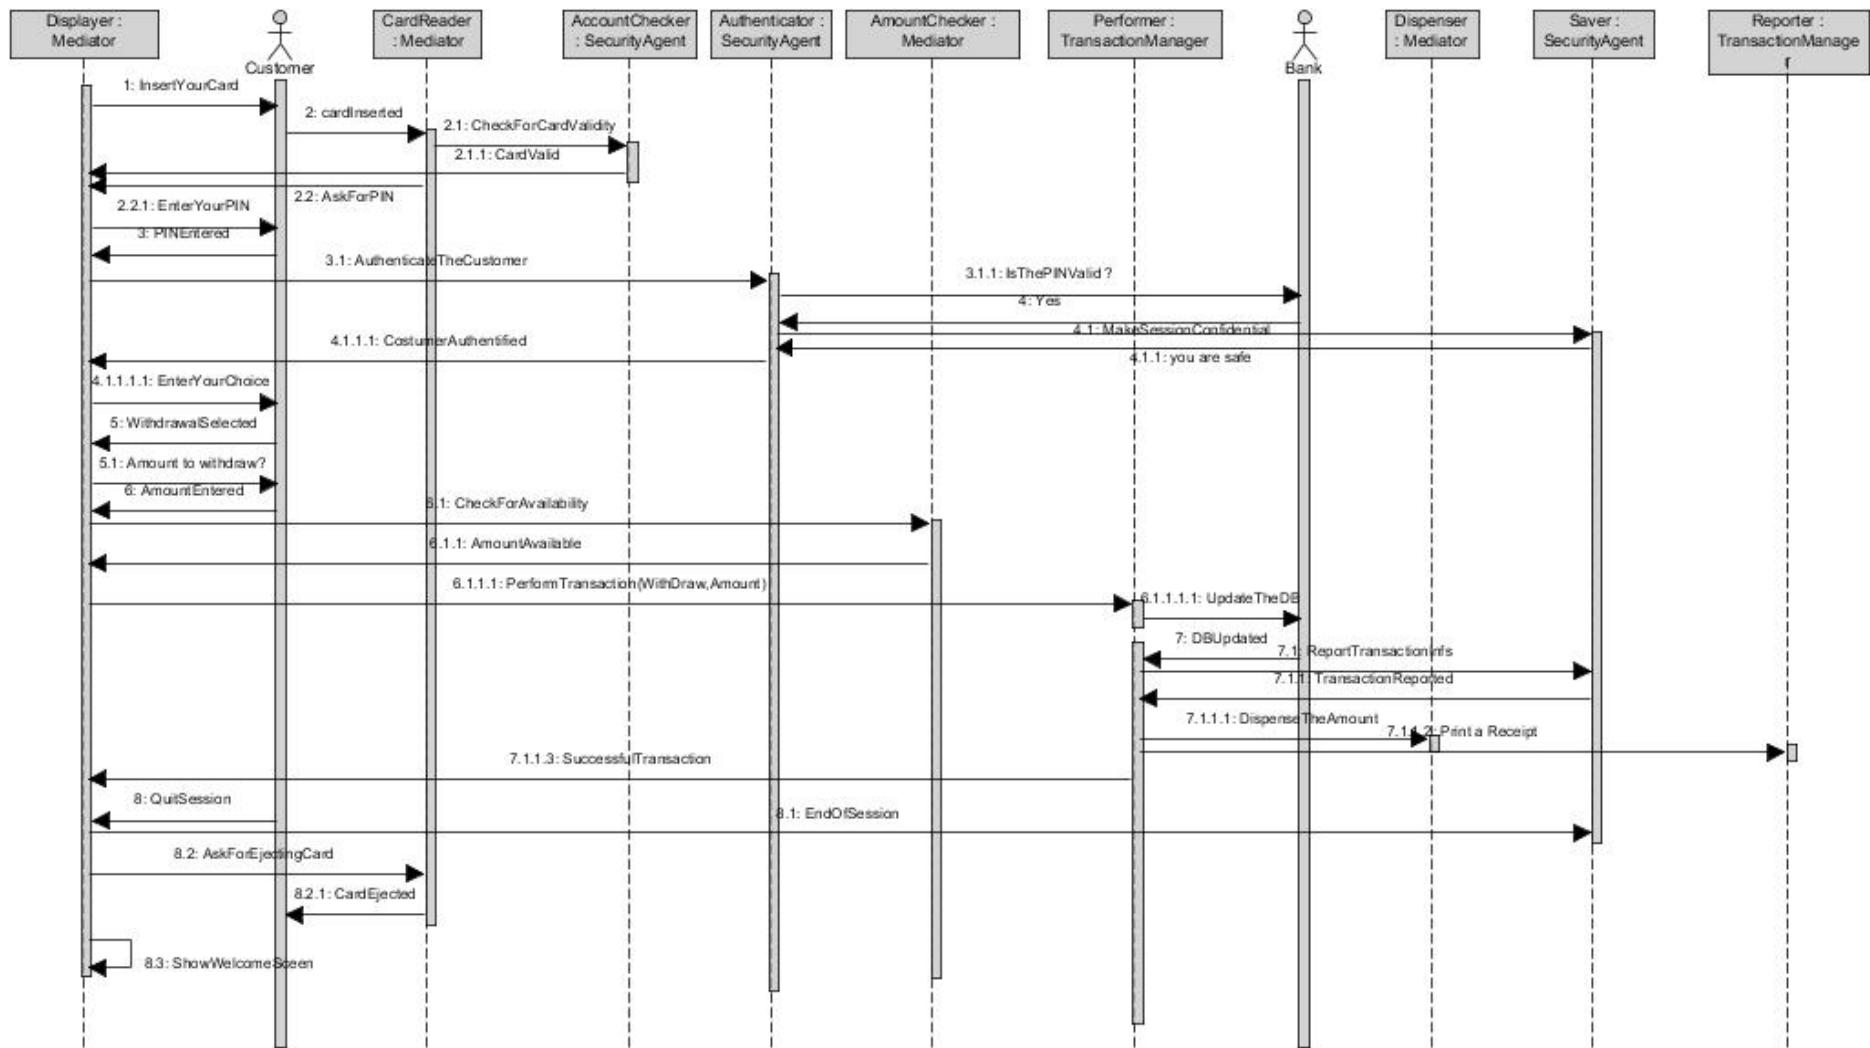 Displayer :
Mediator
Customer
CardReader
: Mediator
AccountChecker
: SecurityAgent
Authenticator :
SecurityAgent
AmountChecker :
Mediator
Performer :
TransactionManager
Bank
Dispenser
: Mediator
Saver :
SecurityAgent
Reporter :
TransactionManage
r
1: InsertYourCard
2: cardInserted
2.1: CheckForCardValidity
2.1.1: CardValid
2.2: AskForPIN
2.2.1: EnterYourPIN
3: PINEntered
3.1: AuthenticateTheCustomer
3.1.1: IsThePINValid ?
4: Yes
4.1: MakeSessionConfidential
4.1.1: you are safe
4.1.1.1: CostumerAuthentified
4.1.1.1.1: EnterYourChoice
5: WithdrawalSelected
5.1: Amount to withdraw?
6: AmountEntered
6.1: CheckForAvailability
6.1.1: AmountAvailable
6.1.1.1: PerformTransaction(WithDraw,Amount)
6.1.1.1.1: UpdateTheDB
7: DBUpdated
7.1: ReportTransactionInfs
7.1.1: TransactionReported
7.1.1.1: DispenseTheAmount
7.1.1.2: Print a Receipt
7.1.1.3: SuccessfulTransaction
8: QuitSession
8.1: EndOfSession
8.2: AskForEjectingCard
8.2.1: CardEjected
8.3: ShowWelcomeSceen